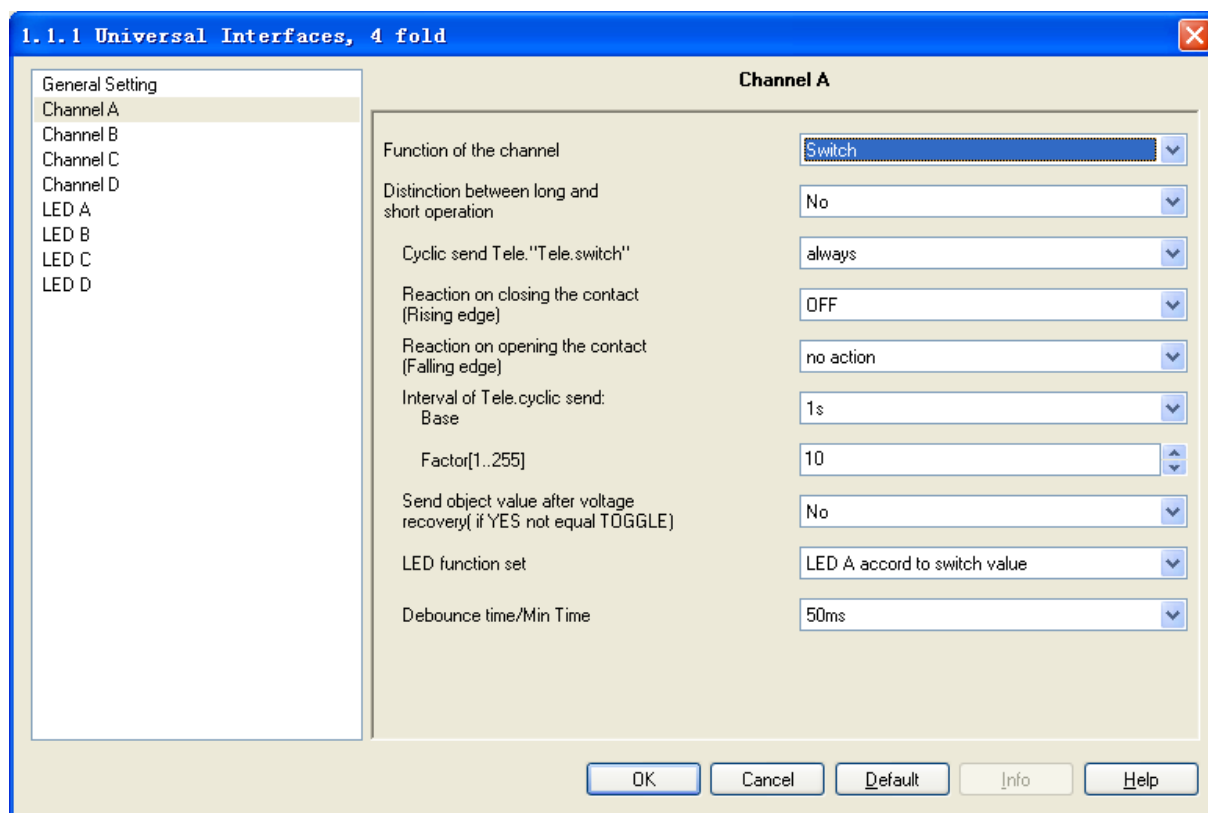 1.1.1 Universal Interfaces, 4 fold
General Setting
Channel A
Channel B
Channel C
Channel D
LED A
LED B
LED C
LED D
Channel A
Function of the channel
Switch
Distinction between long and
short operation
No
Cyclic send Tele."Tele.switch"
always
Reaction on closing the contact
(Rising edge)
OFF
Reaction on opening the contact
(Falling edge)
no action
Interval of Tele.cyclic send:
Base
1s
Factor[1..255]
10
Send object value after voltage
recovery( if YES not equal TOGGLE)
No
LED function set
LED A accord to switch value
Debounce time/Min Time
50ms
OK Cancel Default Info Help